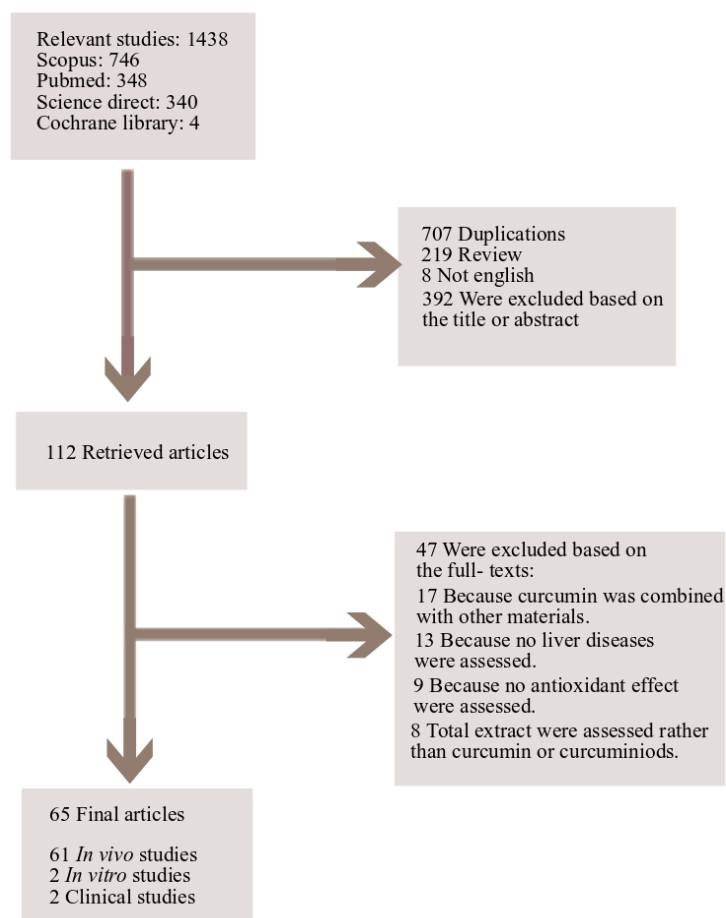 Relevant studies: 1438
Scopus: 746
Pubmed: 348
Science direct: 340
Cochrane library: 4
707 Duplications
219 Review
8 Not english
392 Were excluded based on
the title or abstract
112 Retrieved articles
47 Were excluded based on
the full- texts:
17 Because curcumin was combined
with other materials.
13 Because no liver diseases
were assessed.
9 Because no antioxidant effect
were assessed.
8 Total extract were assessed rather
than curcumin or curcuminiods.
65 Final articles
61 In vivo studies
2 In vitro studies
2 Clinical studies